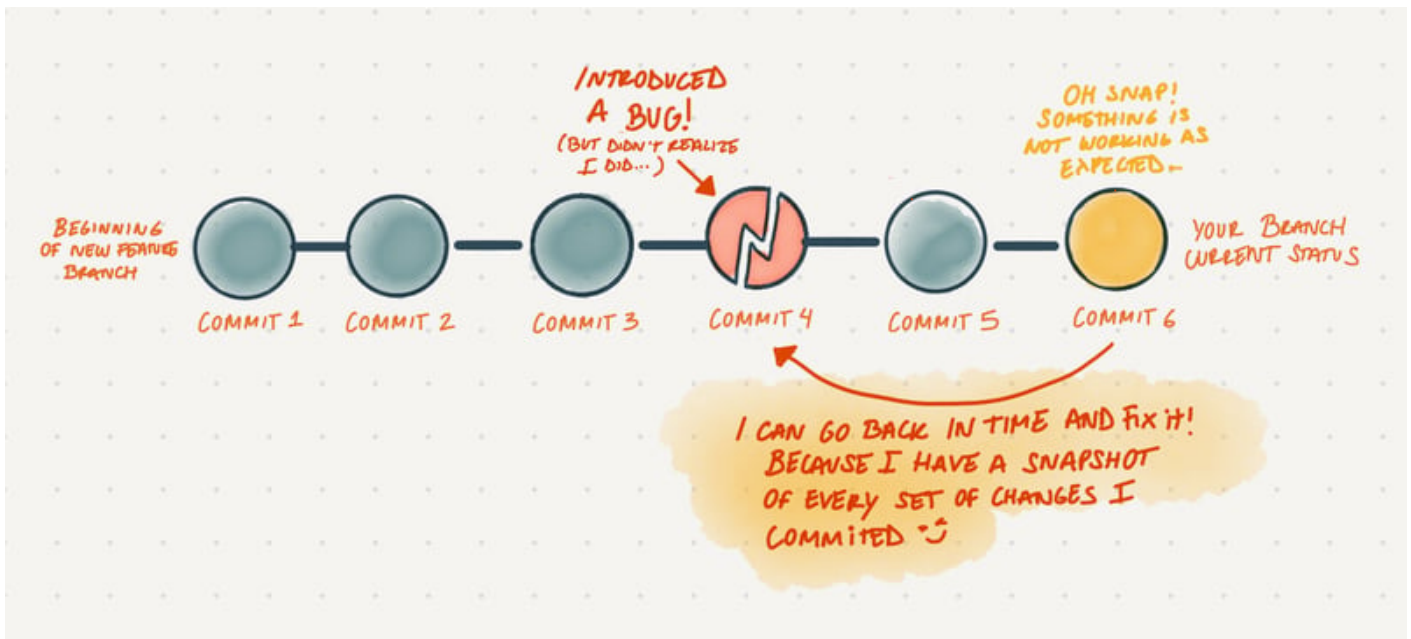 INTRODUCED
A BUG!
(BUT DIDN'T REALIZE
I DID...)
OH SNAP!
SOMETHING IS
NOT WORKING AS
EXPECTED...
BEGINNING
OF NEW FEATURE
BRANCH
YOUR BRANCH
CURRENT STATUS
COMMIT 1
COMMIT 2
COMMIT 3
COMMIT 4
COMMIT 5
COMMIT 6
I CAN GO BACK IN TIME AND FIX IT!
BECAUSE I HAVE A SNAPSHOT
OF EVERY SET OF CHANGES I
COMMITED